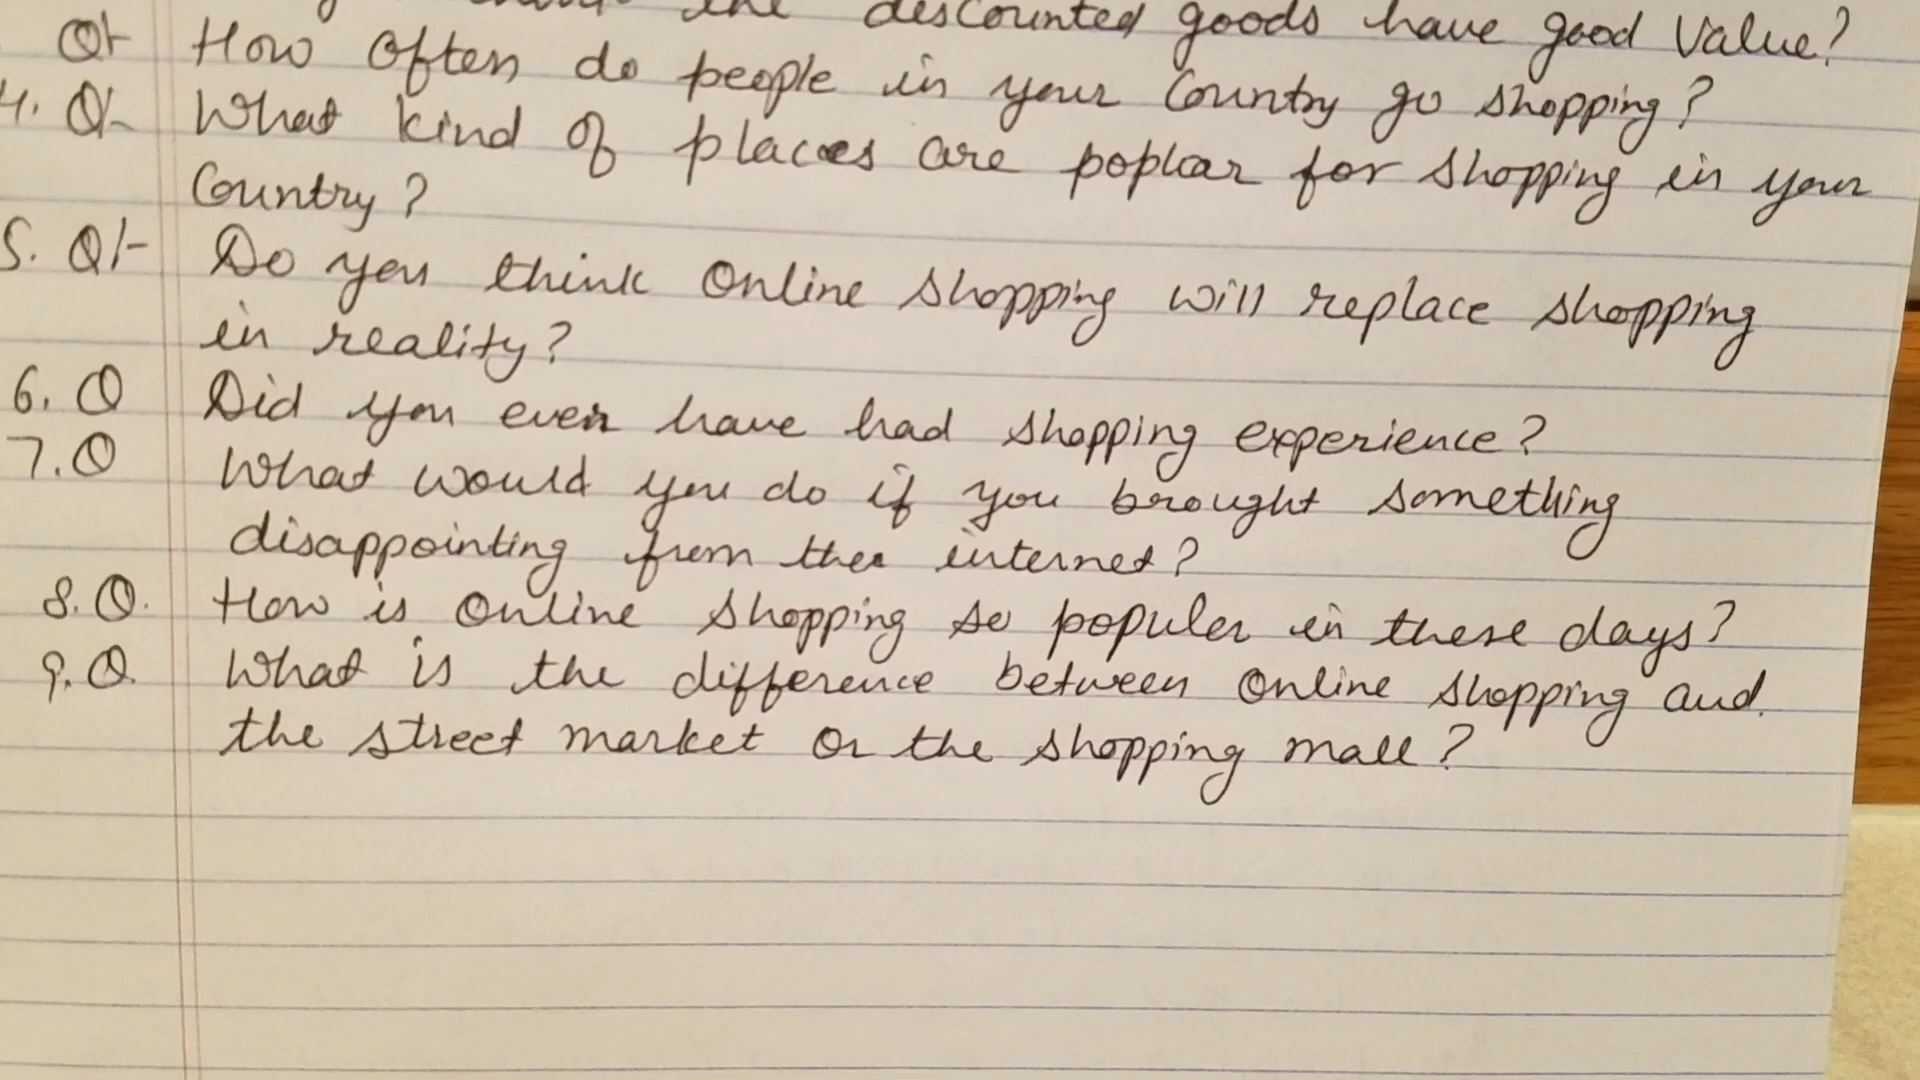 the discounted goods have good Value?
Q:- How Often do people in your Country go shopping?
4. Q:- What kind of places are poplar for shopping in your
Country?
5. Q:- Do you think Online shopping will replace shopping
in reality?
6. Q Did you ever have had shopping experience?
7. Q What would you do if you brought something
disappointing from the internet?
8. Q. How is Online shopping so populer in these days?
9. Q. What is the difference between Online shopping and.
the street market Or the shopping mall?